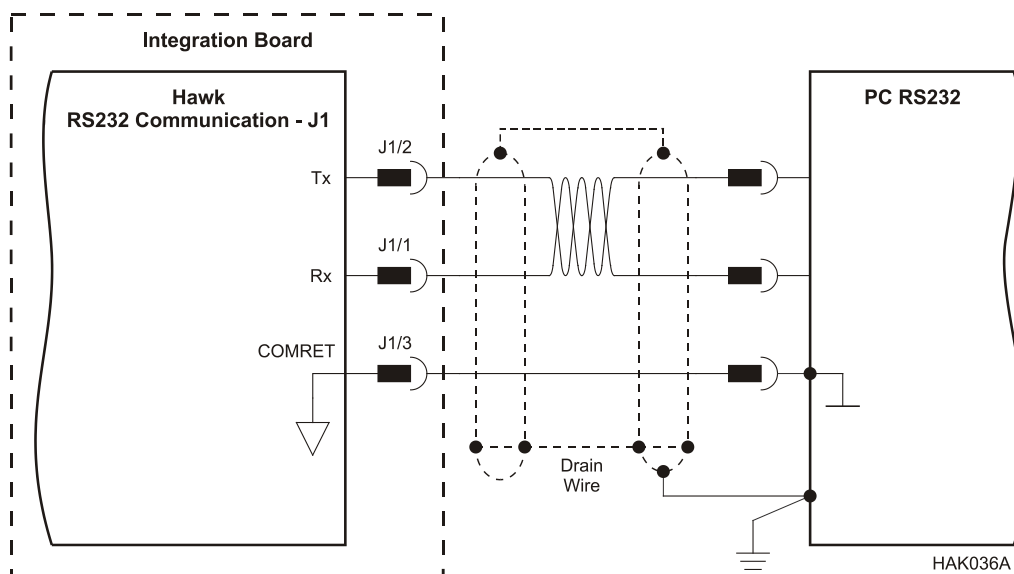 Integration Board
Hawk
RS232 Communication - J1
PC RS232
J1/2
Tx
J1/1
Rx
J1/3
COMRET
Drain
Wire
HAK036A